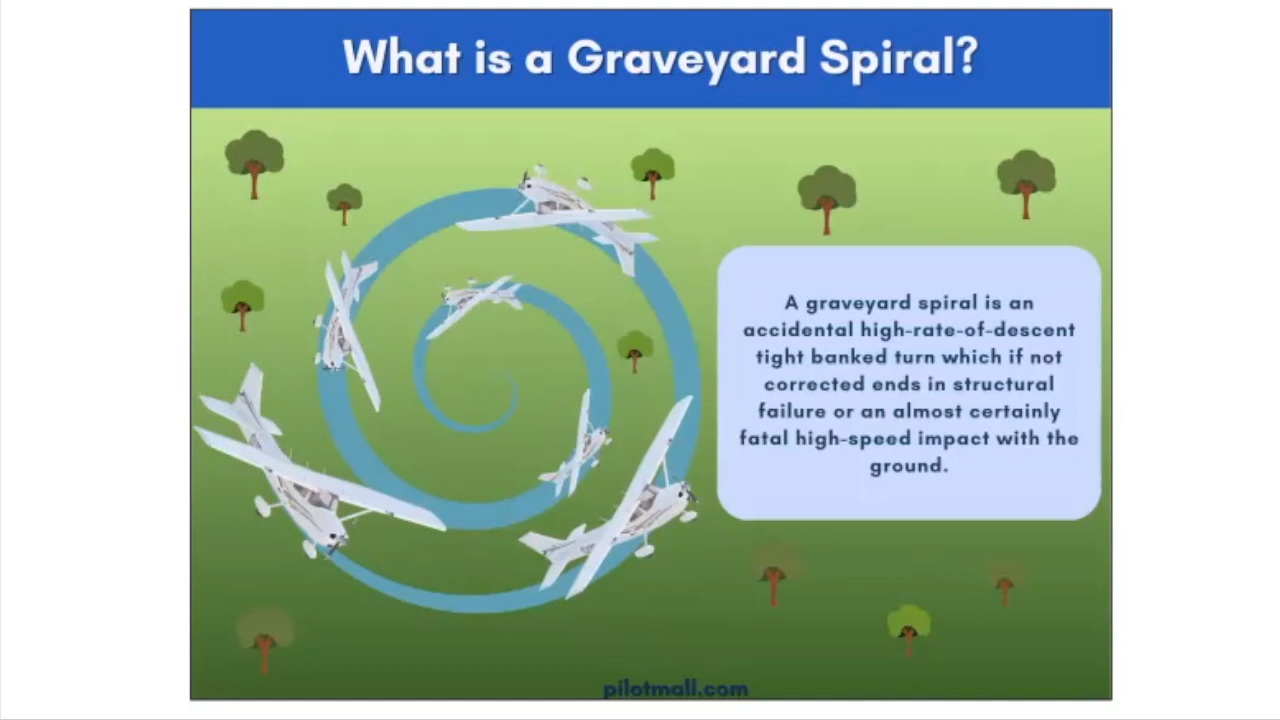 What is a Graveyard Spiral?
A graveyard spiral is an
accidental high-rate-of-descent
tight banked turn which if not
corrected ends in structural
failure or an almost certainly
fatal high-speed impact with the
ground.
pilotmall.com